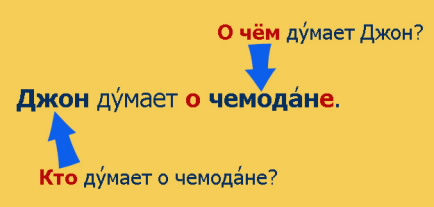 О чём ду́мает Джон?
Джон ду́мает о чемода́не.
Кто ду́мает о чемода́не?